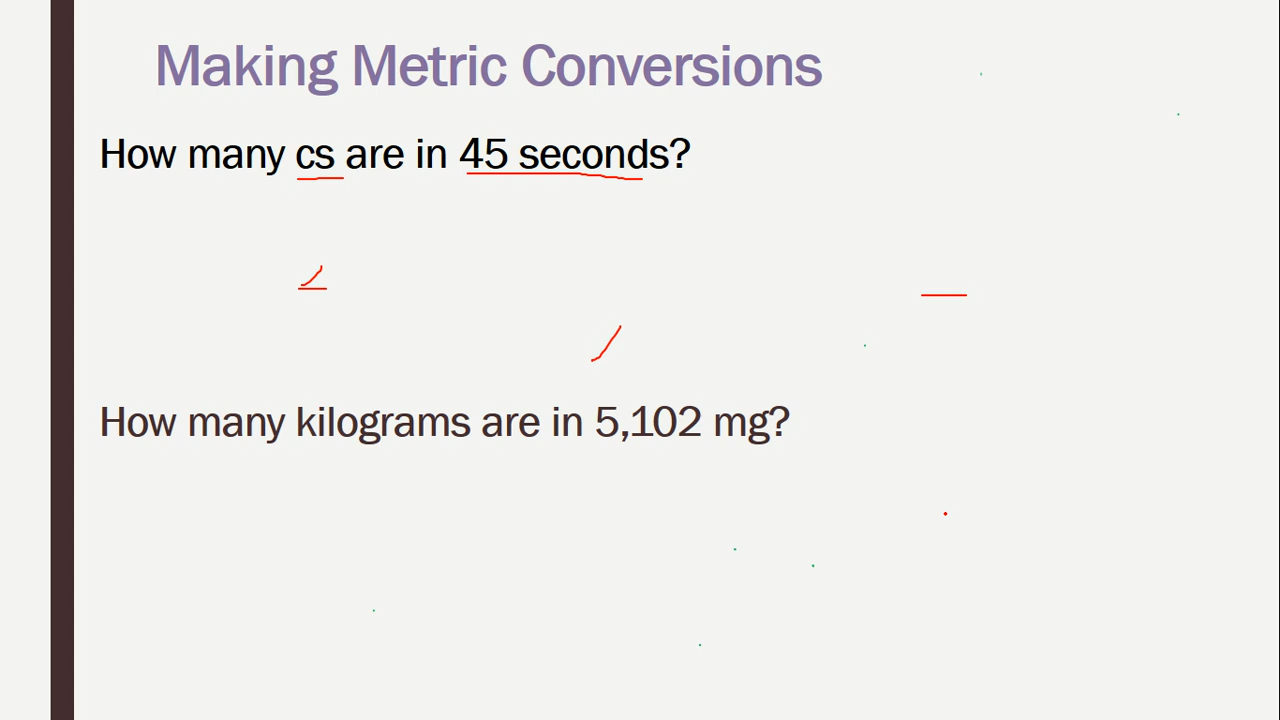 Making Metric Conversions
How many cs are in 45 seconds?
How many kilograms are in 5,102 mg?